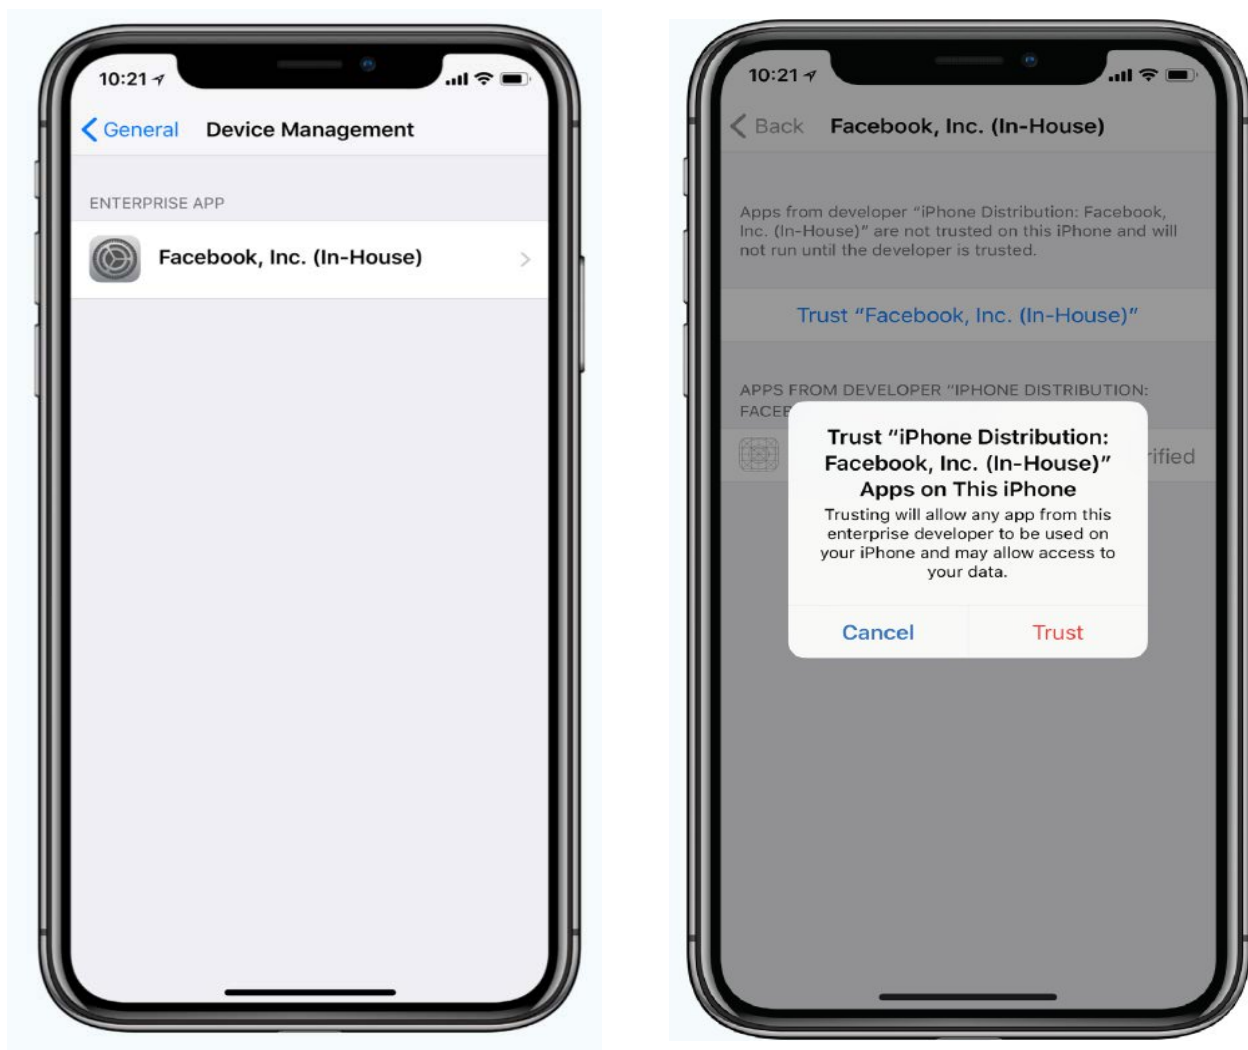 10:21
General Device Management
ENTERPRISE APP
Facebook, Inc. (In-House)
10:21
Back Facebook, Inc. (In-House)
Apps from developer “iPhone Distribution: Facebook,
Inc. (In-House)” are not trusted on this iPhone and will
not run until the developer is trusted.
Trust “Facebook, Inc. (In-House)”
APPS FROM DEVELOPER “IPHONE DISTRIBUTION:
FACEB
rified
Trust “iPhone Distribution:
Facebook, Inc. (In-House)”
Apps on This iPhone
Trusting will allow any app from this
enterprise developer to be used on
your iPhone and may allow access to
your data.
Cancel Trust